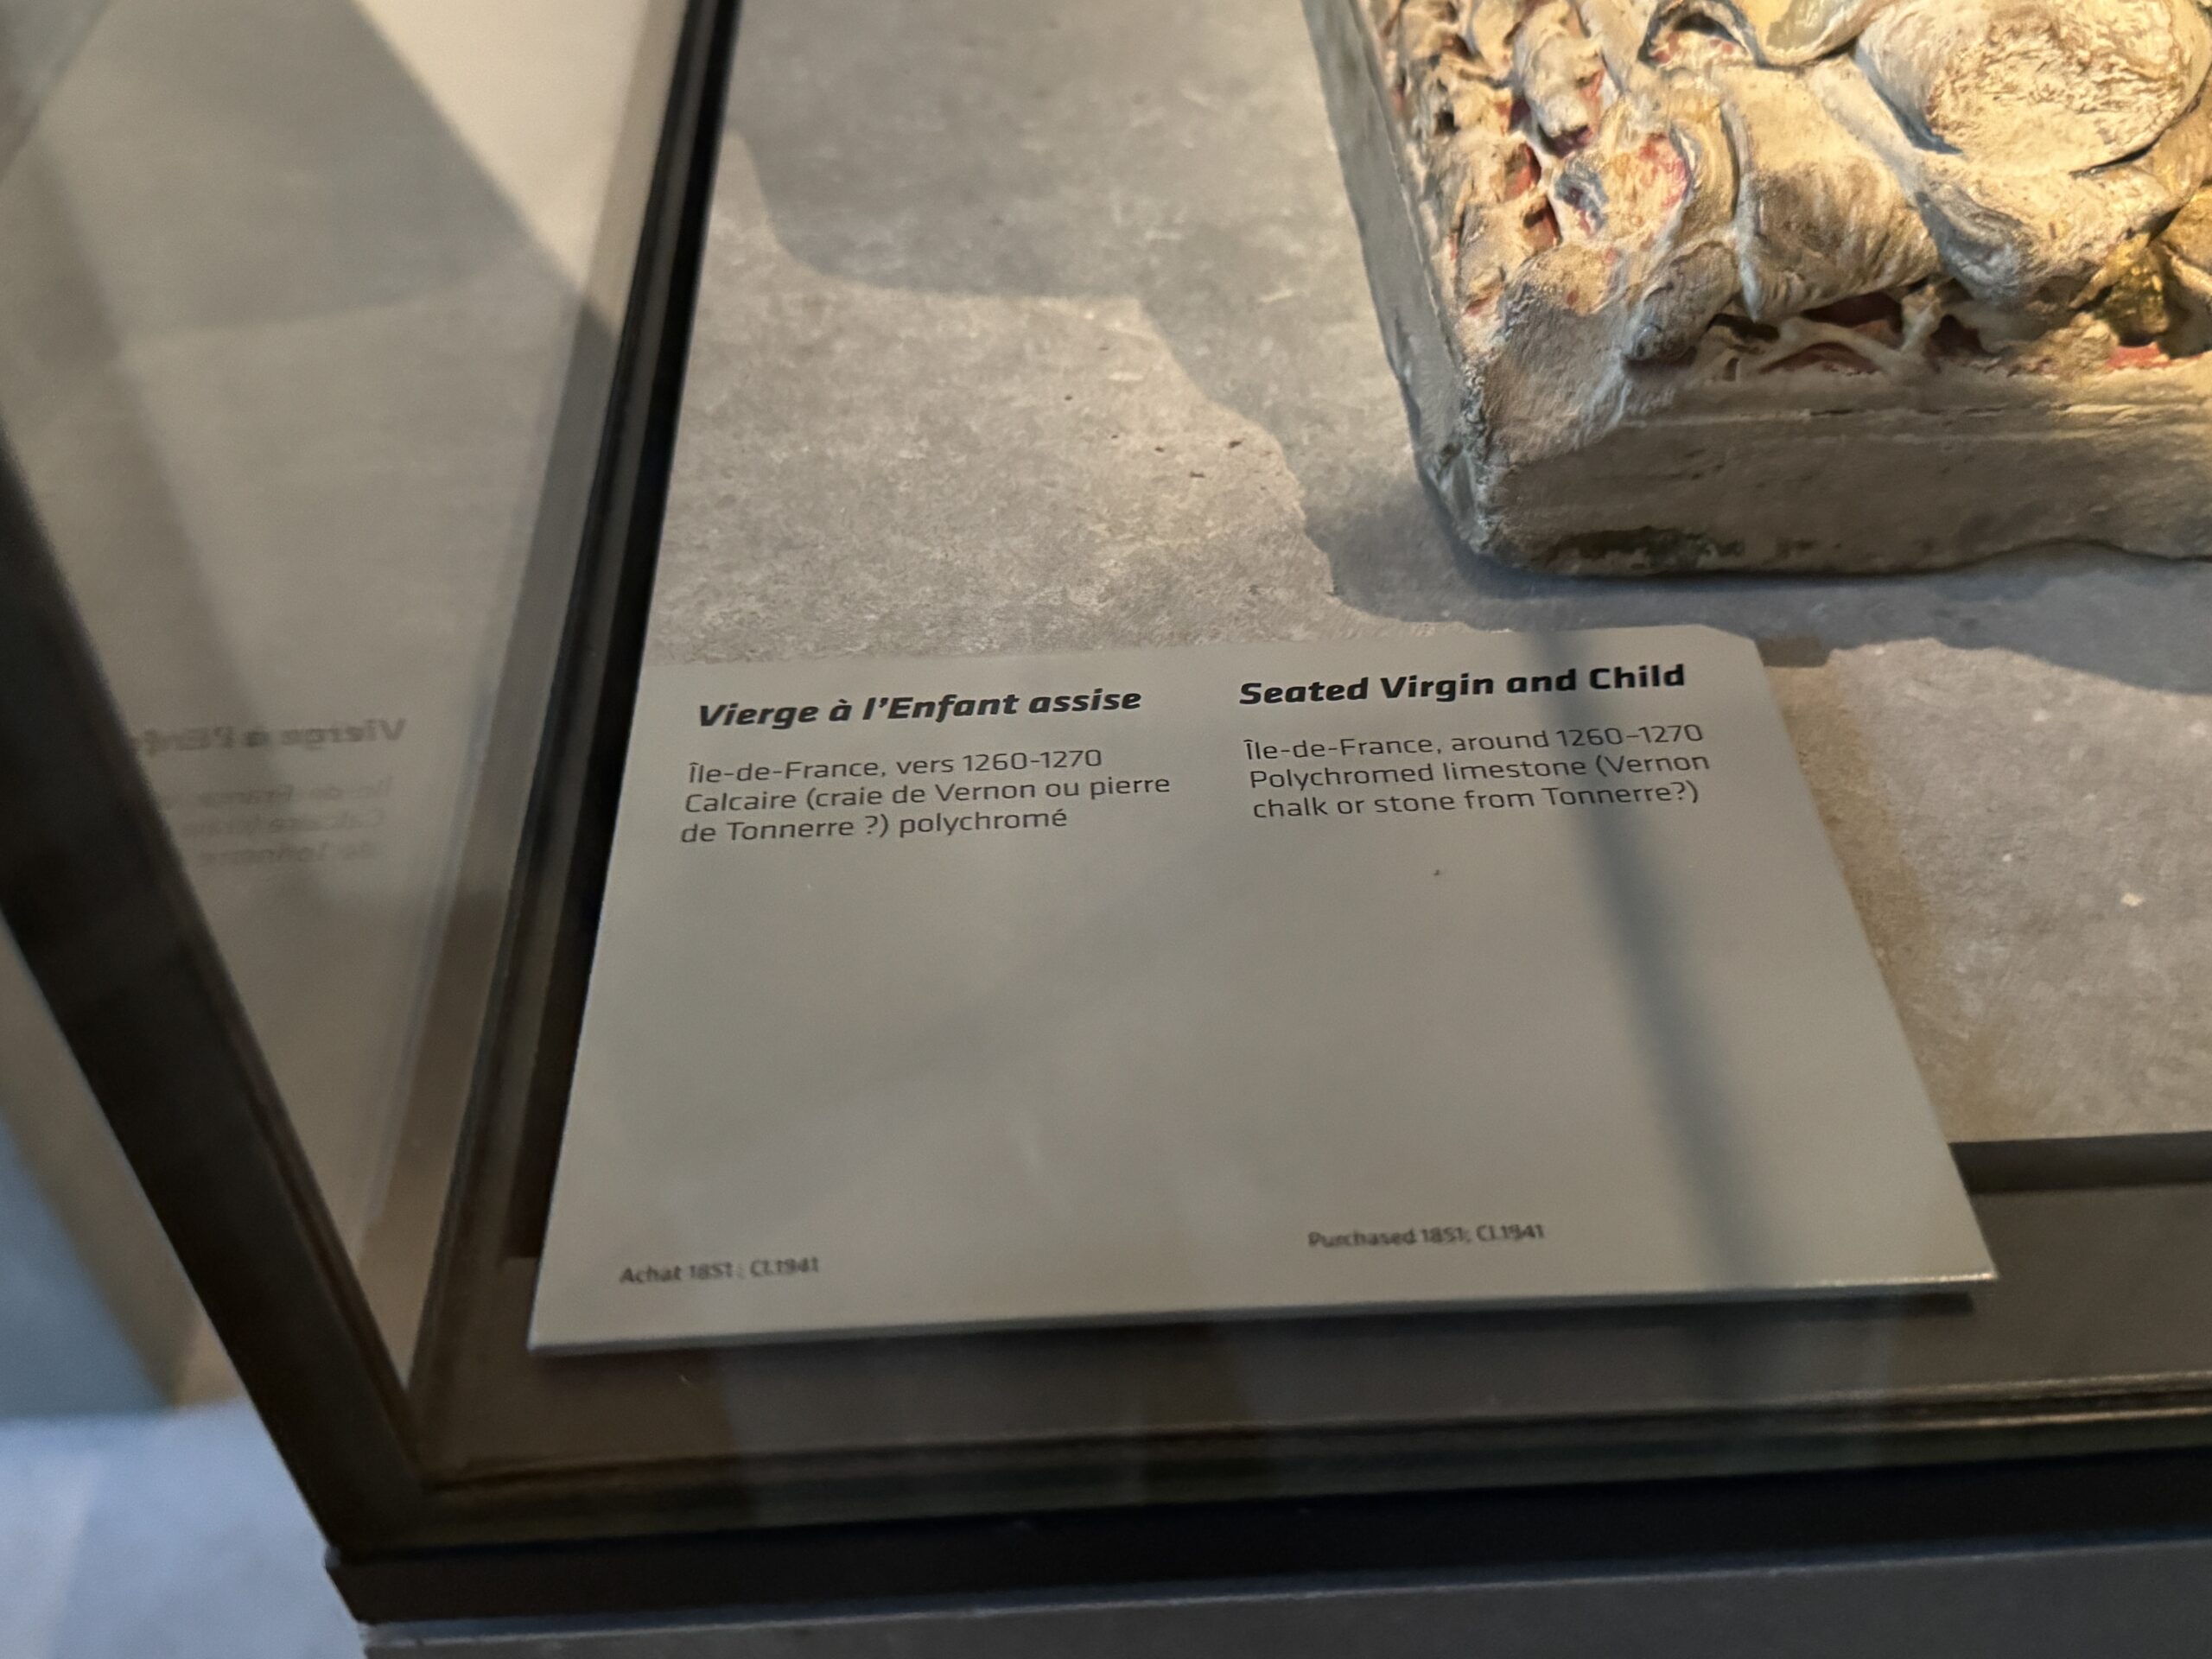 Vierge à l'Enfant assise
Île-de-France, vers 1260-1270
Calcaire (craie de Vernon ou pierre
de Tonnerre ?) polychromé
Achat 1851 ; Cl.1941
Seated Virgin and Child
Île-de-France, around 1260–1270
Polychromed limestone (Vernon
chalk or stone from Tonnerre?)
Purchased 1851; Cl.1941